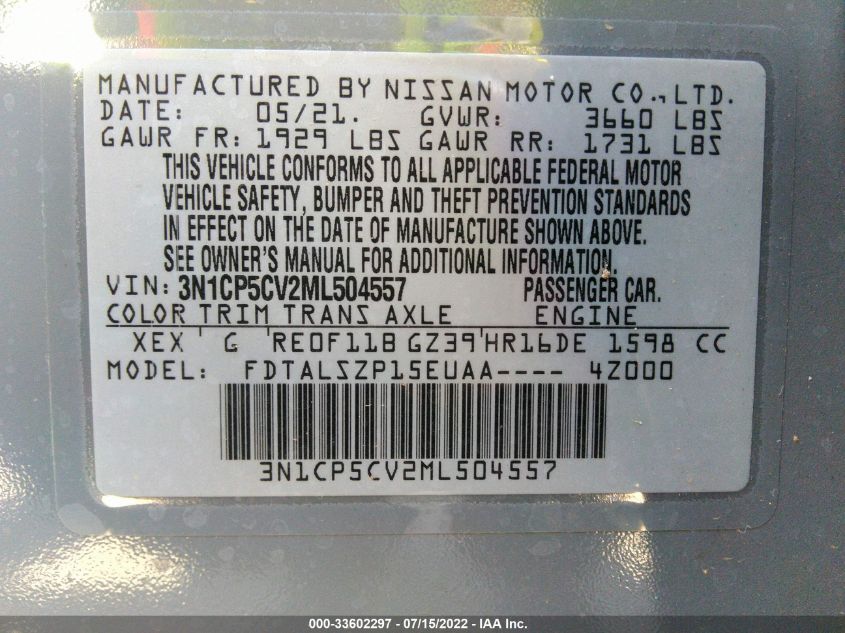 MANUFACTURED BY NISSAN MOTOR CO., LTD.
DATE: 05/21. GVWR: 3660 LBS
GAWR FR: 1929 LBS GAWR RR: 1731 LBS
THIS VEHICLE CONFORMS TO ALL APPLICABLE FEDERAL MOTOR
VEHICLE SAFETY, BUMPER AND THEFT PREVENTION STANDARDS
IN EFFECT ON THE DATE OF MANUFACTURE SHOWN ABOVE.
SEE OWNER'S MANUAL FOR ADDITIONAL INFORMATION.
VIN: 3N1CP5CV2ML504557 PASSENGER CAR.
COLOR TRIM TRANS AXLE ENGINE
XEX G RE0F11B GZ39 HR16DE 1598 CC
MODEL: FDTALSZP15EUAA---- 4Z000
3N1CP5CV2ML504557
000-33602297 - 07/15/2022 - IAA Inc.